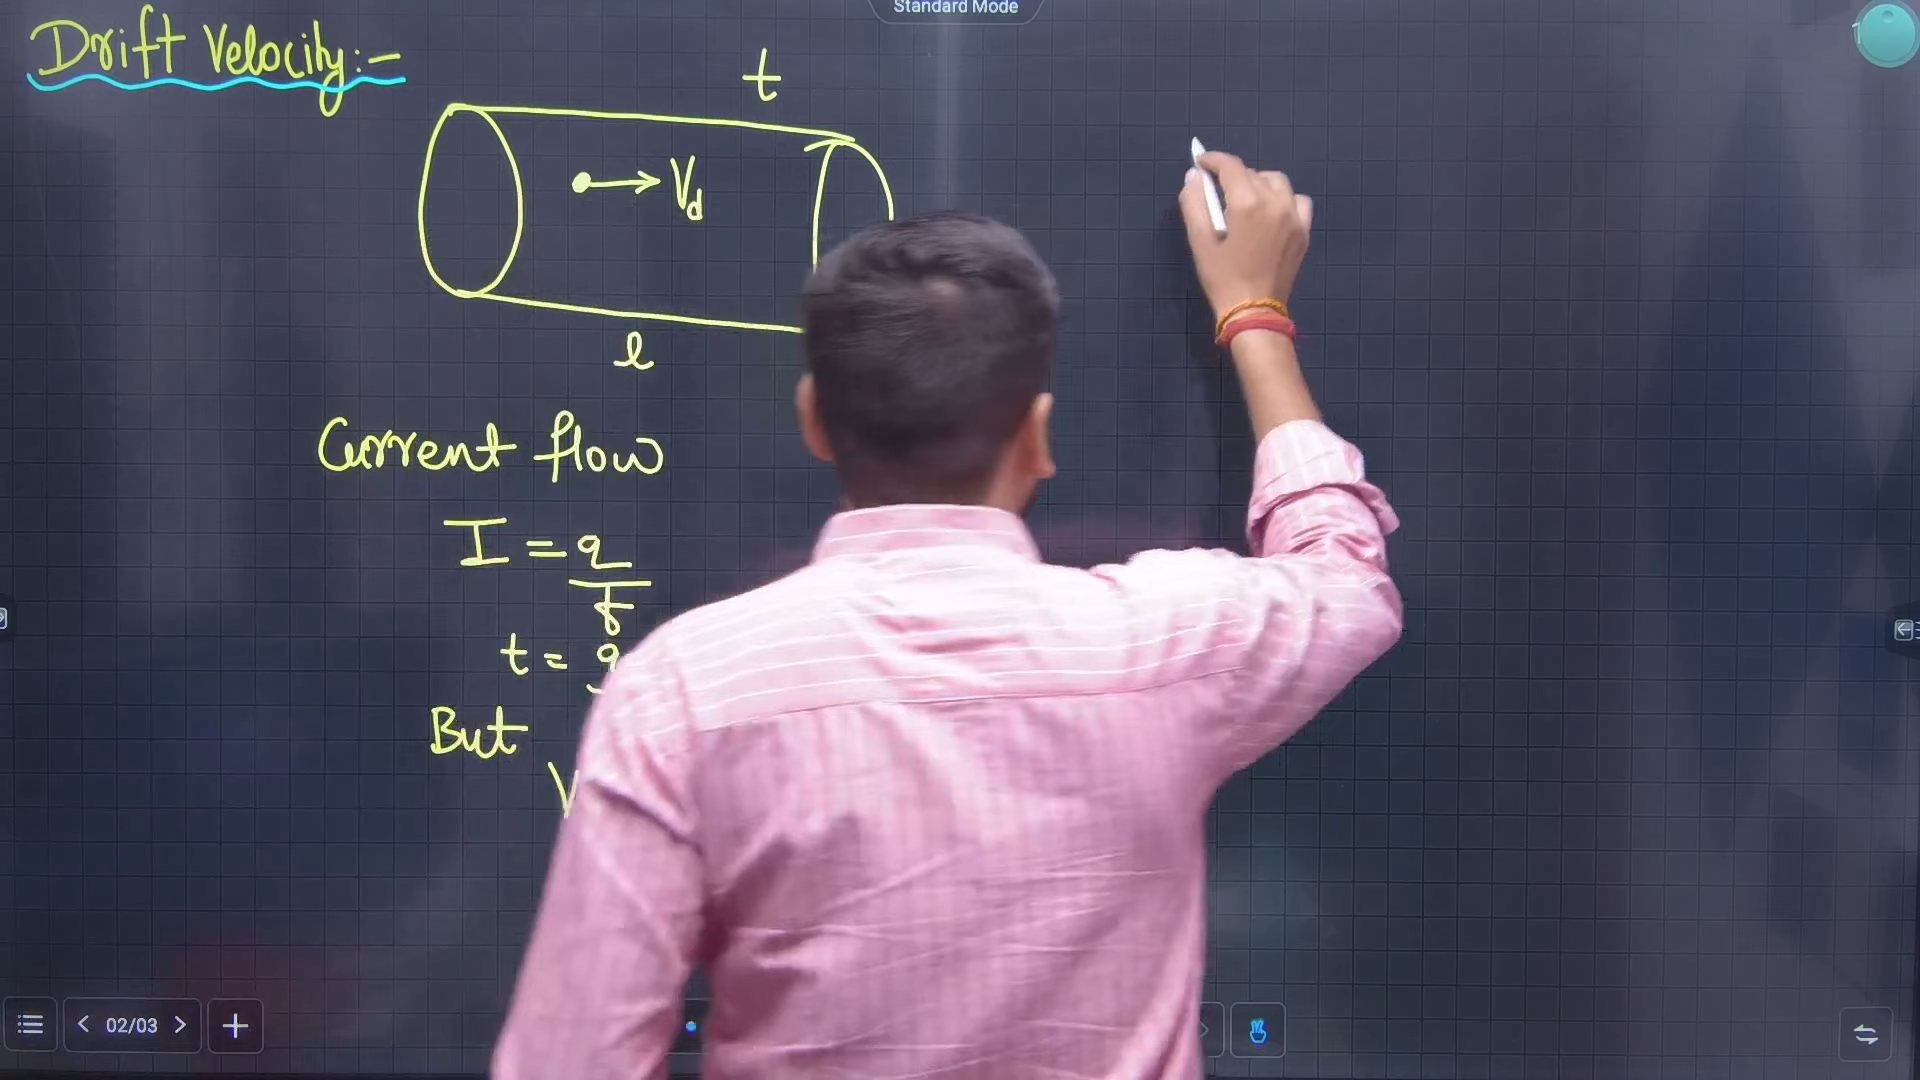 Standard Mode
Drift Velocity:-
t
Vd
l
Current flow
I = q
t
t = q
But
V
02/03